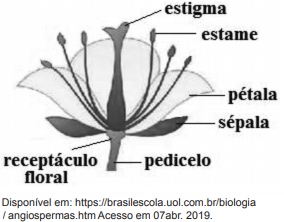 estigma
estame
pétala
sépala
receptáculo pedicelo
floral
Disponível em: https://brasilescola.uol.com.br/biologia
/ angiospermas.htm Acesso em 07abr. 2019.